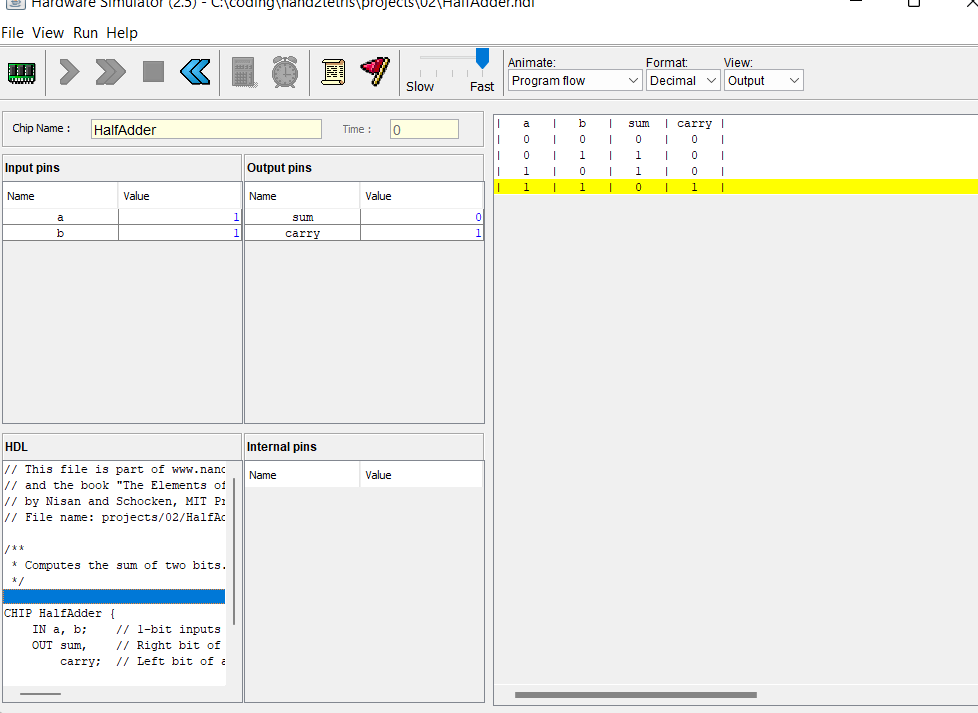 Hardware Simulator (2.5) - C:\coding\nand2tetris\projects\02\HalfAdder.hdl
File View Run Help
Slow Fast
Animate: Format: View:
Program flow Decimal Output
Chip Name : HalfAdder Time : 0
Input pins
Name Value
a 1
b 1
Output pins
Name Value
sum 0
carry 1
HDL
// This file is part of www.nand
// and the book "The Elements of
// by Nisan and Schocken, MIT Pr
// File name: projects/02/HalfAd
/**
* Computes the sum of two bits.
*/
CHIP HalfAdder {
IN a, b; // 1-bit inputs
OUT sum, // Right bit of
carry; // Left bit of a
Internal pins
Name Value
| a | b | sum | carry |
| 0 | 0 | 0 | 0 |
| 0 | 1 | 1 | 0 |
| 1 | 0 | 1 | 0 |
| 1 | 1 | 0 | 1 |